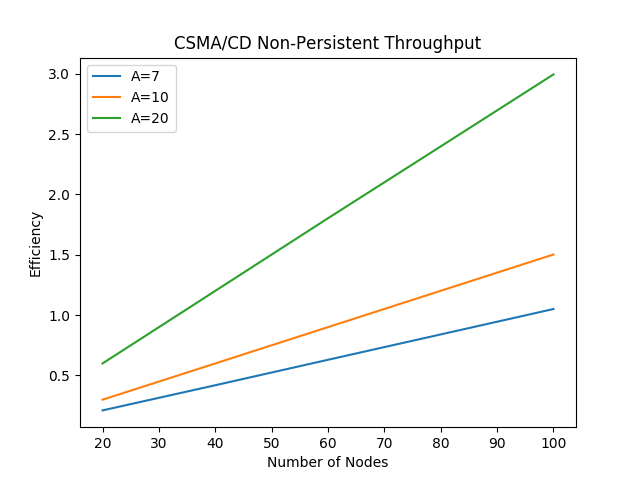 CSMA/CD Non-Persistent Throughput
A=7
A=10
A=20
Efficiency
3.0
2.5
2.0
1.5
1.0
0.5
20 30 40 50 60 70 80 90 100
Number of Nodes